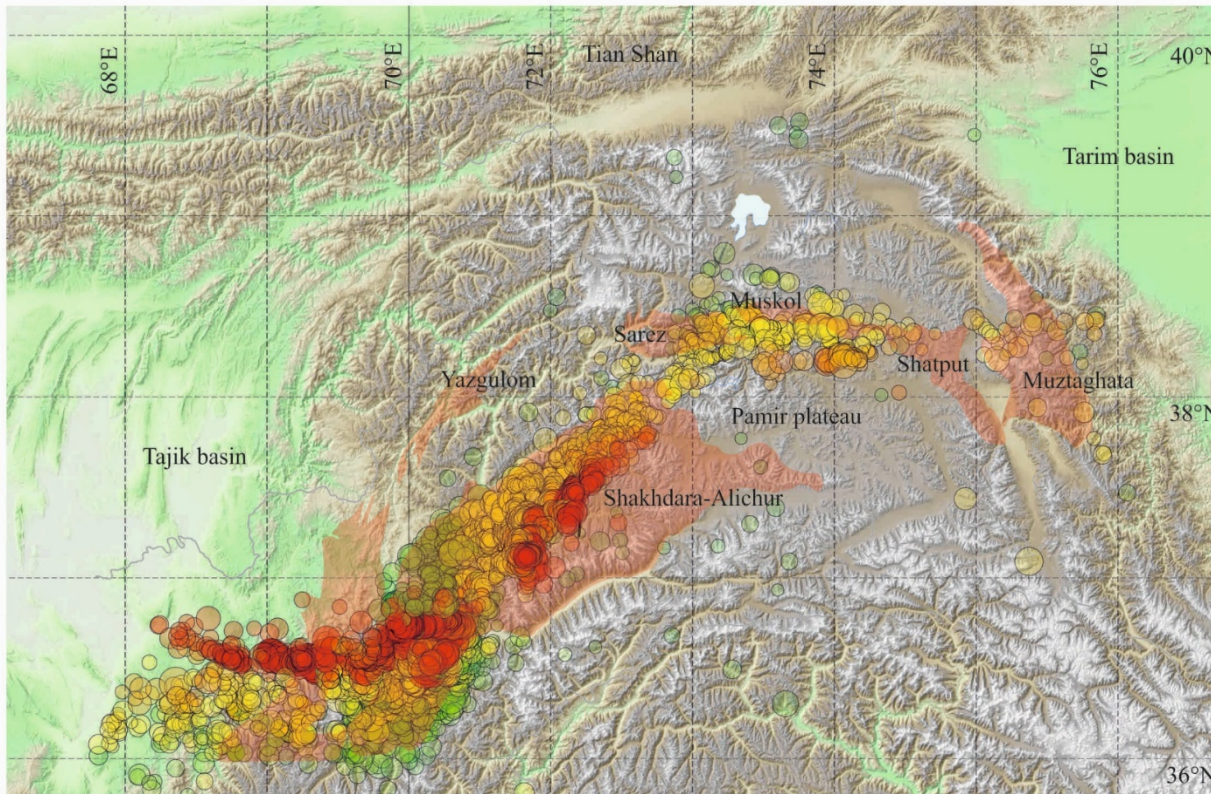 68°E
70°E
72°E
Tian Shan
74°E
76°E
40°N
Tarim basin
Muskol
Sarez
Shatput
Yazgulom
Muztaghata
Pamir plateau
38°N
Tajik basin
Shakhdara-Alichur
36°N